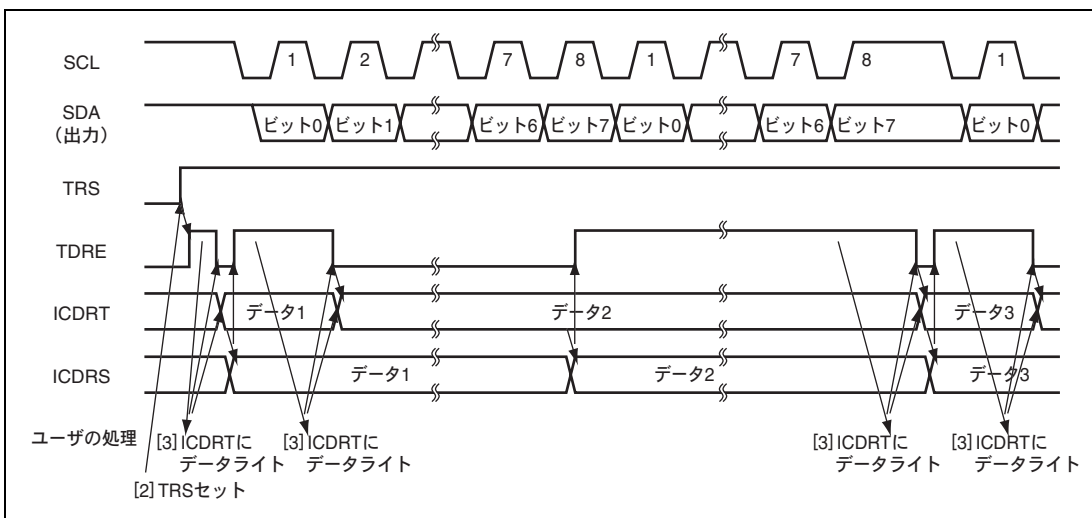 SCL
1
2
7
8
1
7
8
1
SDA
（出力）
ビット0
ビット1
ビット6
ビット7
ビット0
ビット6
ビット7
ビット0
TRS
TDRE
ICDRT
データ1
データ2
データ3
ICDRS
データ1
データ2
データ3
ユーザの処理
[3] ICDRTに
データライト
[3] ICDRTに
データライト
[3] ICDRTに
データライト
[3] ICDRTに
データライト
[2] TRSセット